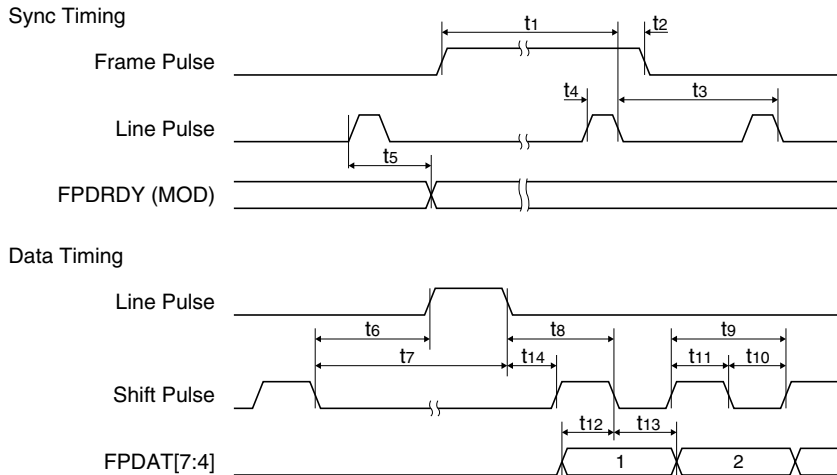 Sync Timing
t1
t2
Frame Pulse
t4
t3
Line Pulse
t5
FPDRDY (MOD)
Data Timing
Line Pulse
t6
t8
t9
t7
t14
t11
t10
Shift Pulse
t12
t13
FPDAT[7:4]
1
2